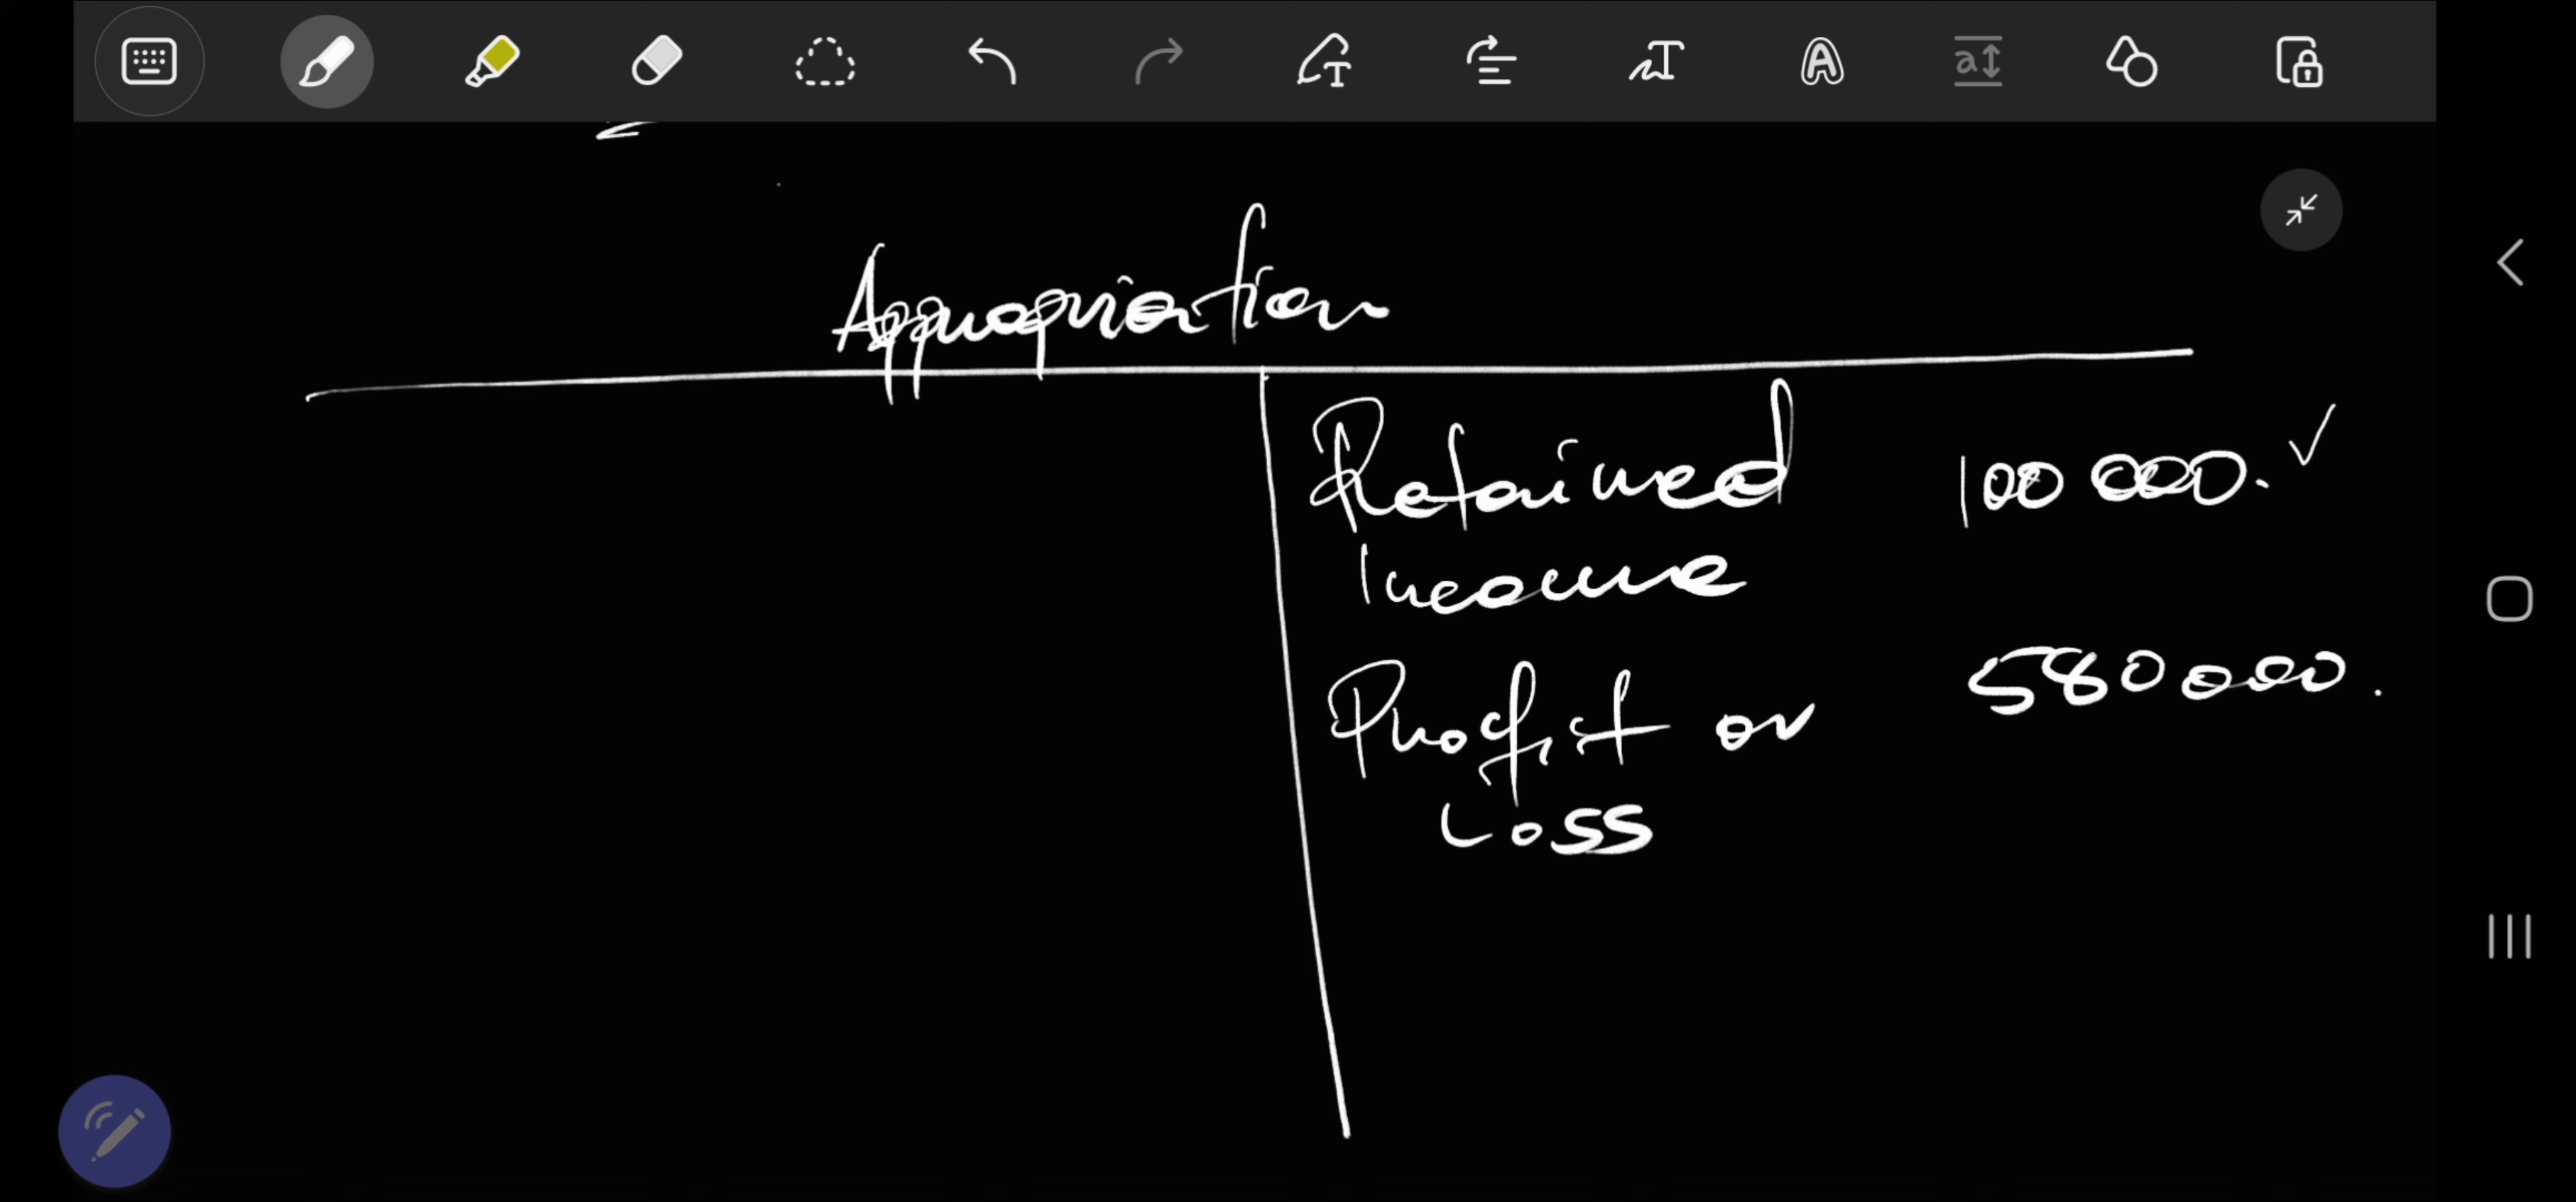 Appropriation
Retained 100 000. ✓
Income
Profit or 580 000.
Loss